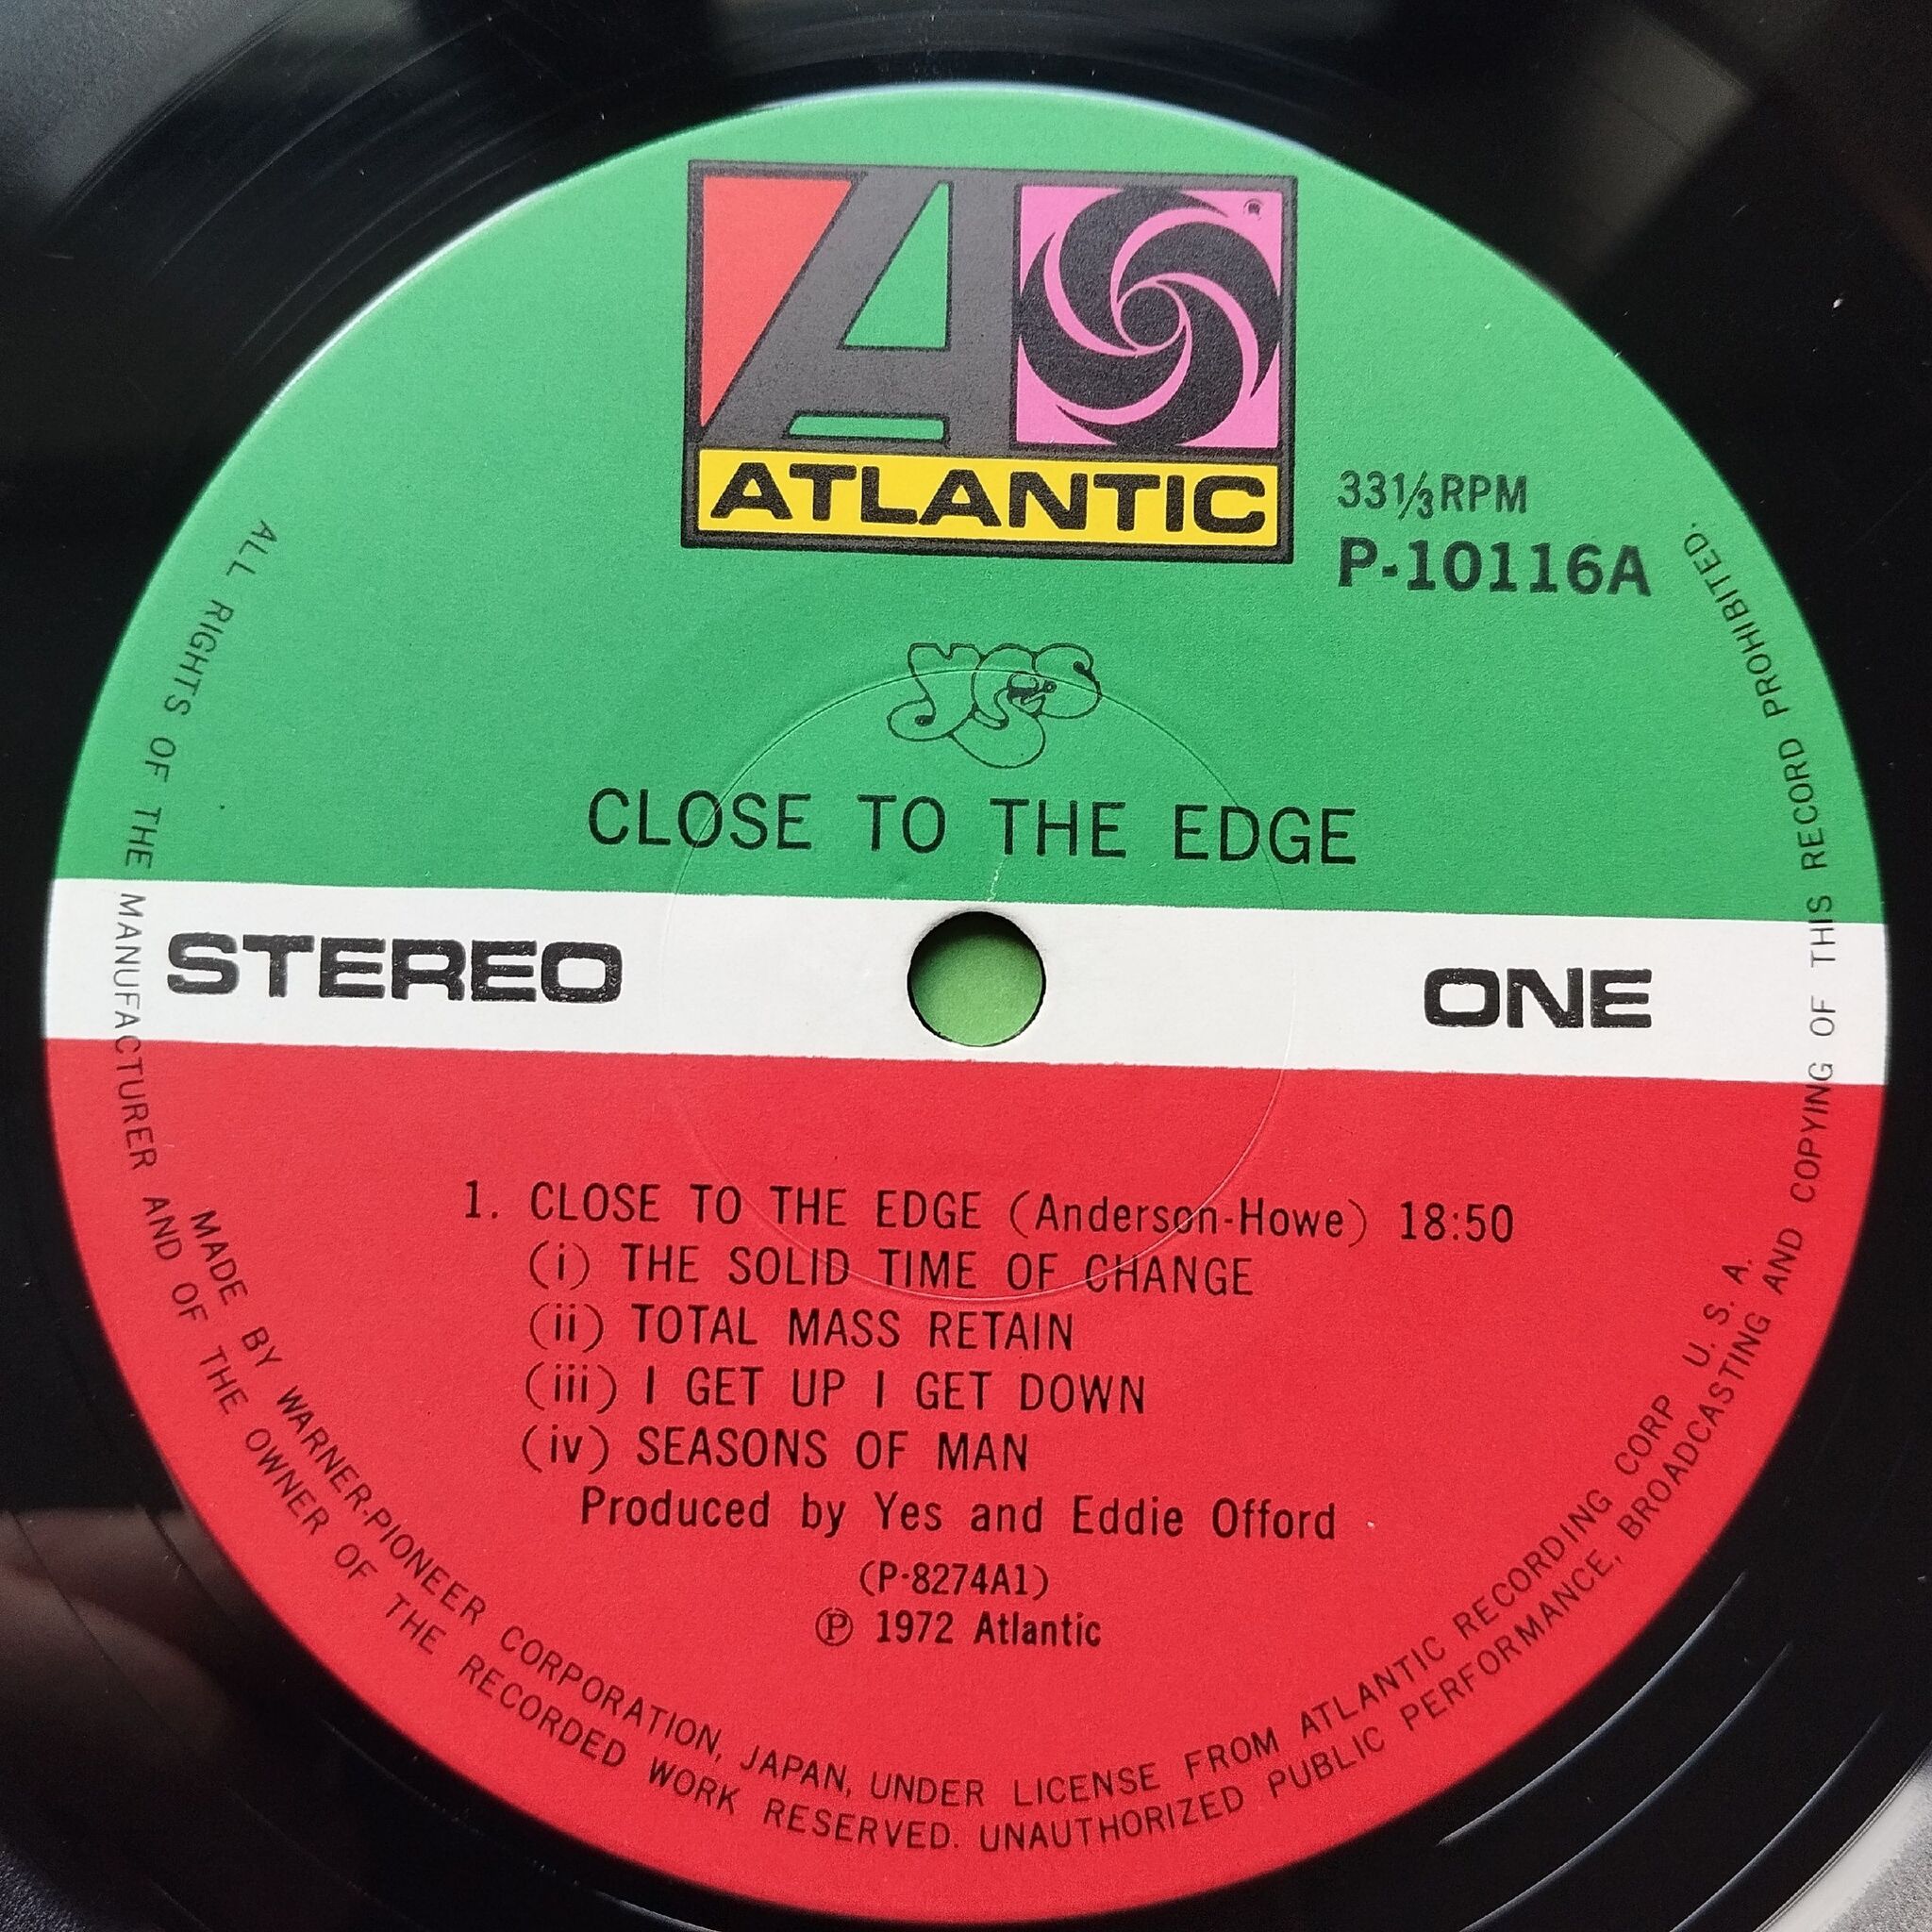 ATLANTIC
33⅓RPM
P-10116A
YES
CLOSE TO THE EDGE
STEREO
ONE
1. CLOSE TO THE EDGE (Anderson-Howe) 18:50
(i) THE SOLID TIME OF CHANGE
(ii) TOTAL MASS RETAIN
(iii) I GET UP I GET DOWN
(iv) SEASONS OF MAN
Produced by Yes and Eddie Offord
(P-8274A1)
Ⓟ 1972 Atlantic
MADE BY WARNER-PIONEER CORPORATION, JAPAN, UNDER LICENSE FROM ATLANTIC RECORDING CORP U. S. A.
ALL RIGHTS OF THE MANUFACTURER AND OF THE OWNER OF THE RECORDED WORK RESERVED. UNAUTHORIZED PUBLIC PERFORMANCE, BROADCASTING AND COPYING OF THIS RECORD PROHIBITED.